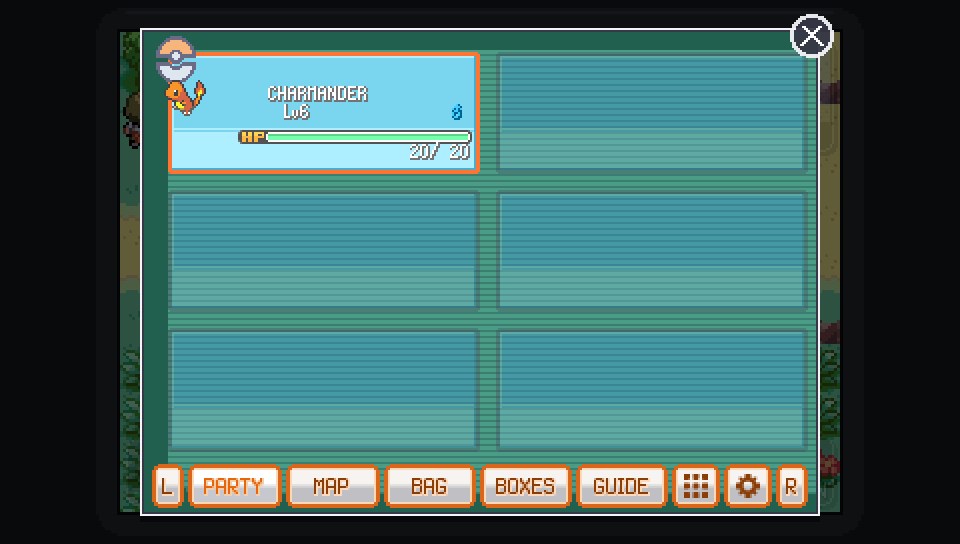 CHARMANDER
Lv6
HP
20/ 20
L PARTY MAP BAG BOXES GUIDE R